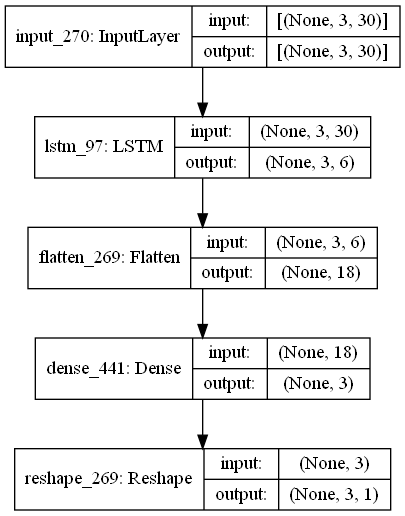 input_270: InputLayer
input: [(None, 3, 30)]
output: [(None, 3, 30)]
lstm_97: LSTM
input: (None, 3, 30)
output: (None, 3, 6)
flatten_269: Flatten
input: (None, 3, 6)
output: (None, 18)
dense_441: Dense
input: (None, 18)
output: (None, 3)
reshape_269: Reshape
input: (None, 3)
output: (None, 3, 1)